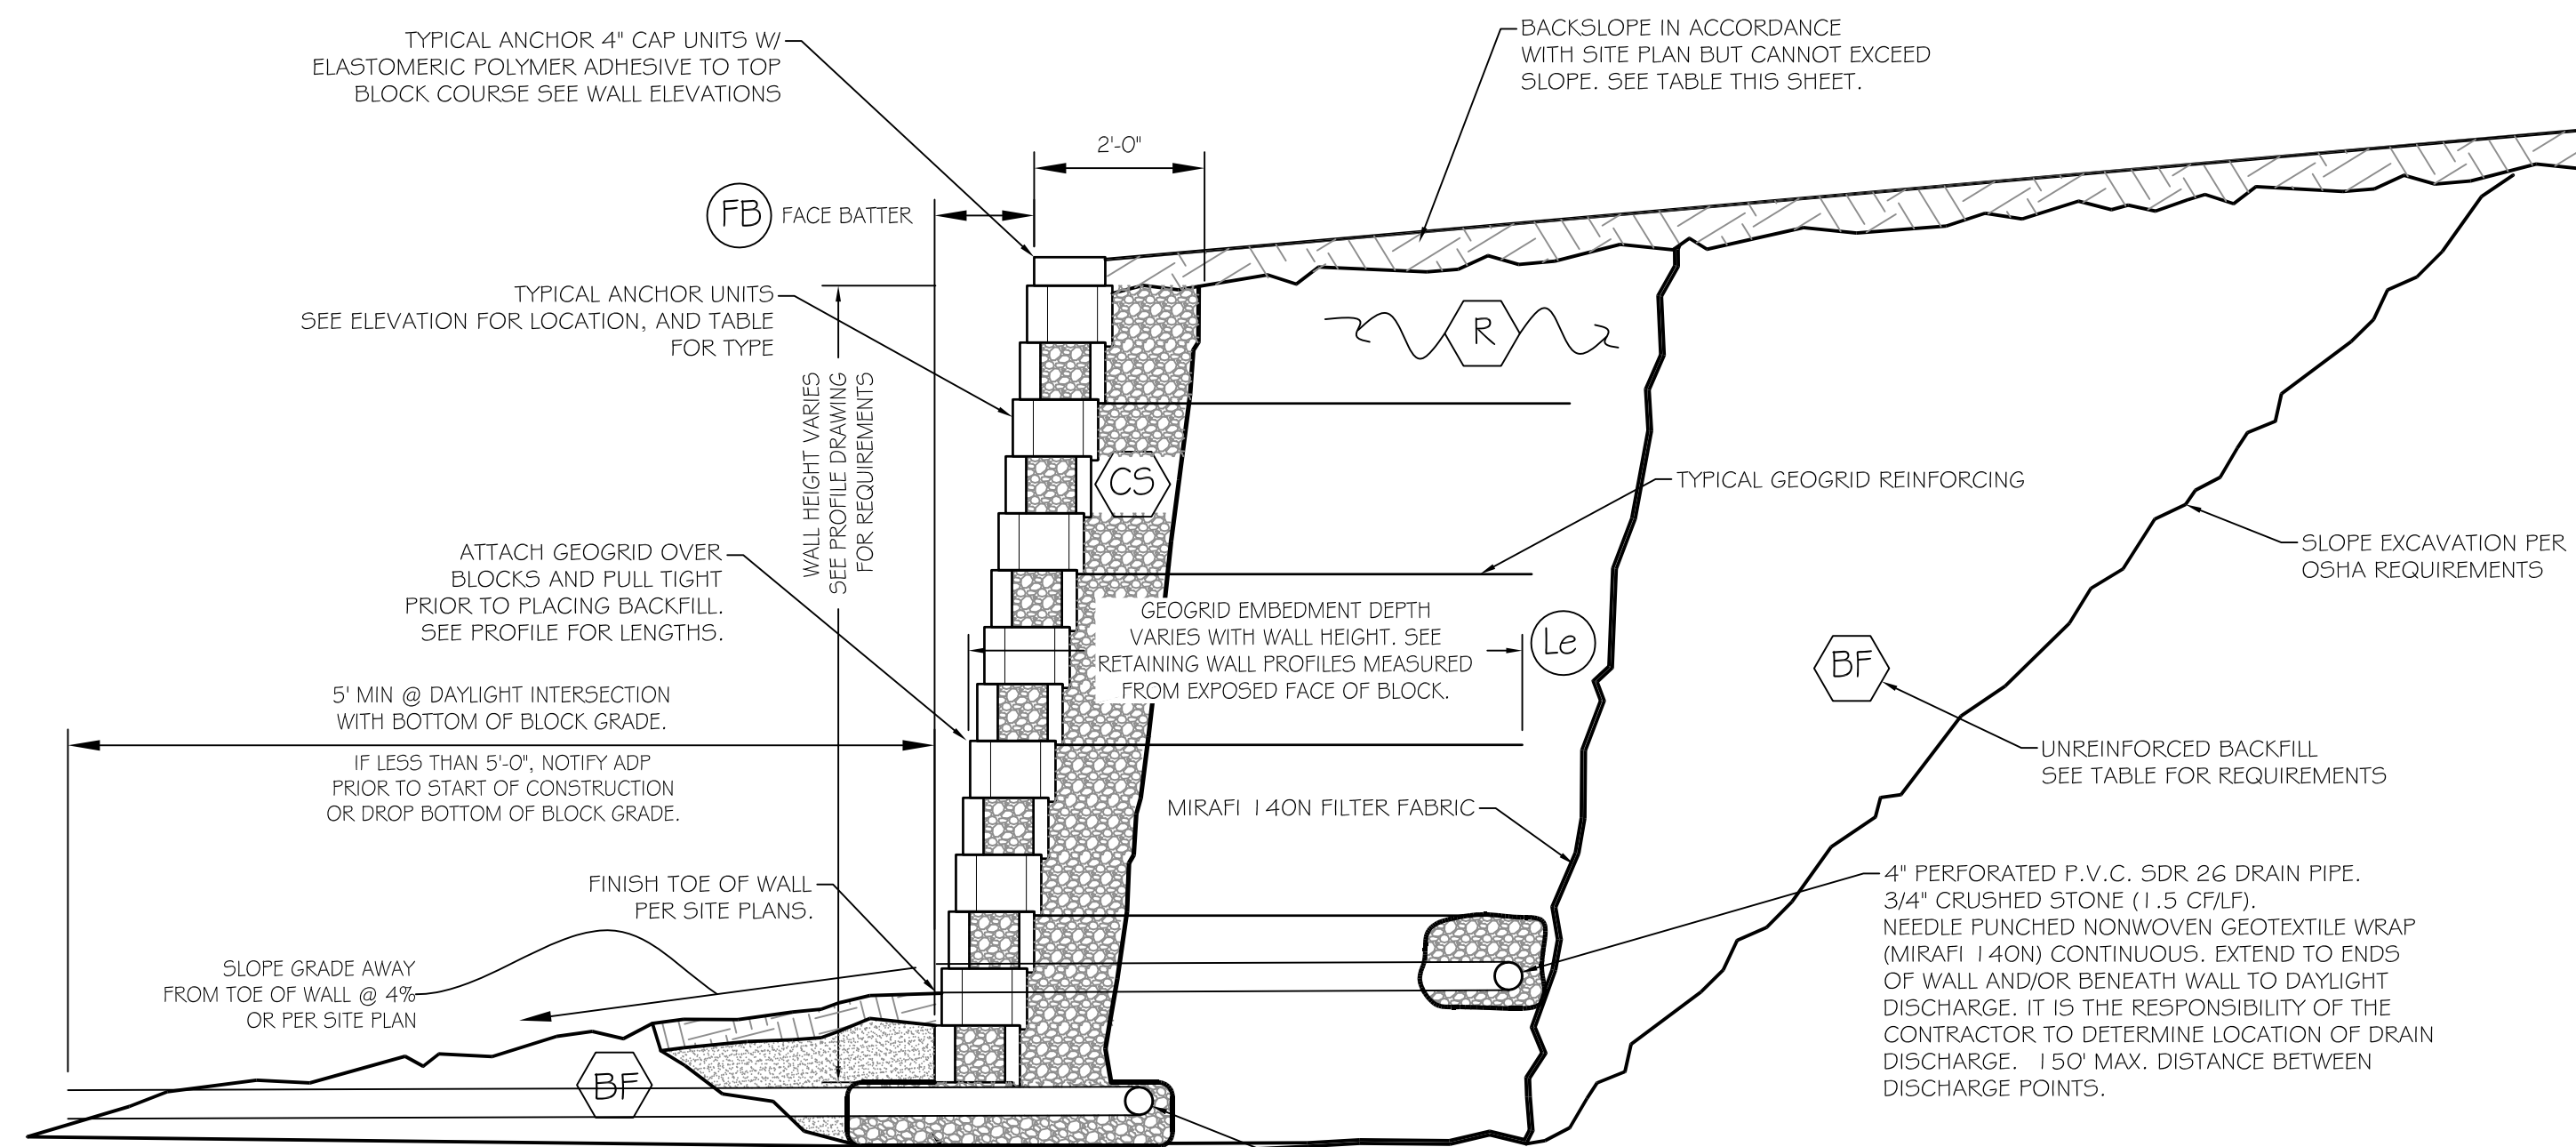 TYPICAL ANCHOR 4" CAP UNITS W/
ELASTOMERIC POLYMER ADHESIVE TO TOP
BLOCK COURSE SEE WALL ELEVATIONS
BACKSLOPE IN ACCORDANCE
WITH SITE PLAN BUT CANNOT EXCEED
SLOPE. SEE TABLE THIS SHEET.
2'-0"
FB FACE BATTER
TYPICAL ANCHOR UNITS
SEE ELEVATION FOR LOCATION, AND TABLE
FOR TYPE
R
WALL HEIGHT VARIES
SEE PROFILE DRAWING
FOR REQUIREMENTS
CS
TYPICAL GEOGRID REINFORCING
SLOPE EXCAVATION PER
OSHA REQUIREMENTS
ATTACH GEOGRID OVER
BLOCKS AND PULL TIGHT
PRIOR TO PLACING BACKFILL.
SEE PROFILE FOR LENGTHS.
GEOGRID EMBEDMENT DEPTH
VARIES WITH WALL HEIGHT. SEE
RETAINING WALL PROFILES MEASURED
FROM EXPOSED FACE OF BLOCK.
Le
BF
5' MIN @ DAYLIGHT INTERSECTION
WITH BOTTOM OF BLOCK GRADE.
IF LESS THAN 5'-0", NOTIFY ADP
PRIOR TO START OF CONSTRUCTION
OR DROP BOTTOM OF BLOCK GRADE.
UNREINFORCED BACKFILL
SEE TABLE FOR REQUIREMENTS
MIRAFI 140N FILTER FABRIC
FINISH TOE OF WALL
PER SITE PLANS.
4" PERFORATED P.V.C. SDR 26 DRAIN PIPE.
3/4" CRUSHED STONE (1.5 CF/LF).
NEEDLE PUNCHED NONWOVEN GEOTEXTILE WRAP
(MIRAFI 140N) CONTINUOUS. EXTEND TO ENDS
OF WALL AND/OR BENEATH WALL TO DAYLIGHT
DISCHARGE. IT IS THE RESPONSIBILITY OF THE
CONTRACTOR TO DETERMINE LOCATION OF DRAIN
DISCHARGE. 150' MAX. DISTANCE BETWEEN
DISCHARGE POINTS.
SLOPE GRADE AWAY
FROM TOE OF WALL @ 4%
OR PER SITE PLAN
BF